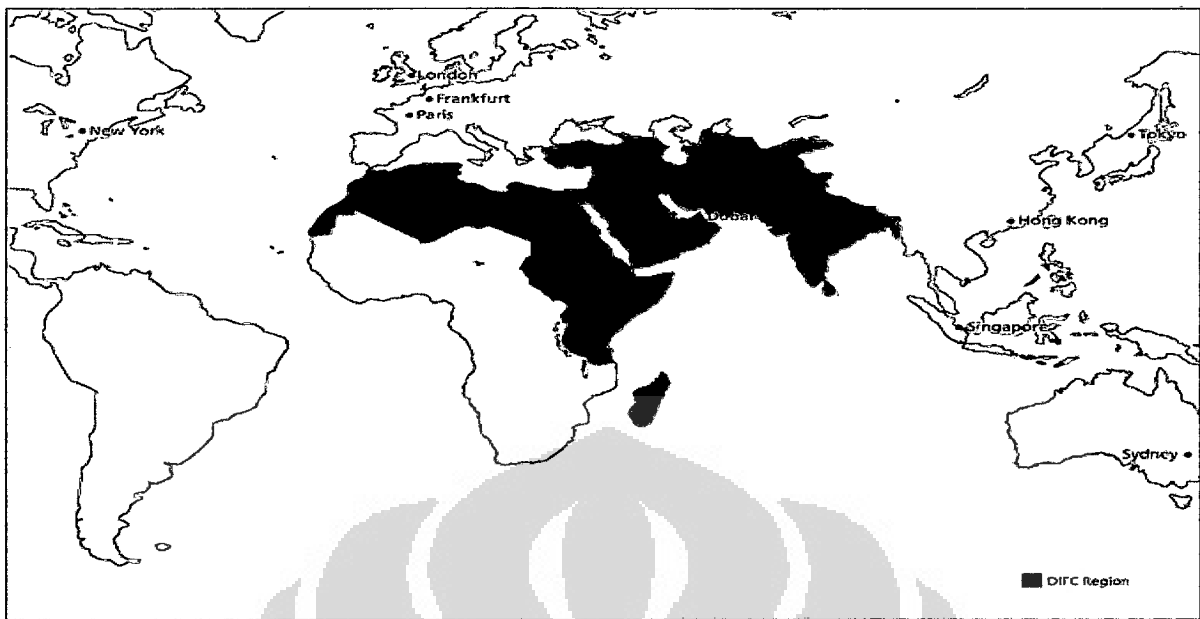 London
Frankfurt
Paris
New York
Tokyo
Dubai
Hong Kong
Singapore
Sydney
DIFC Region